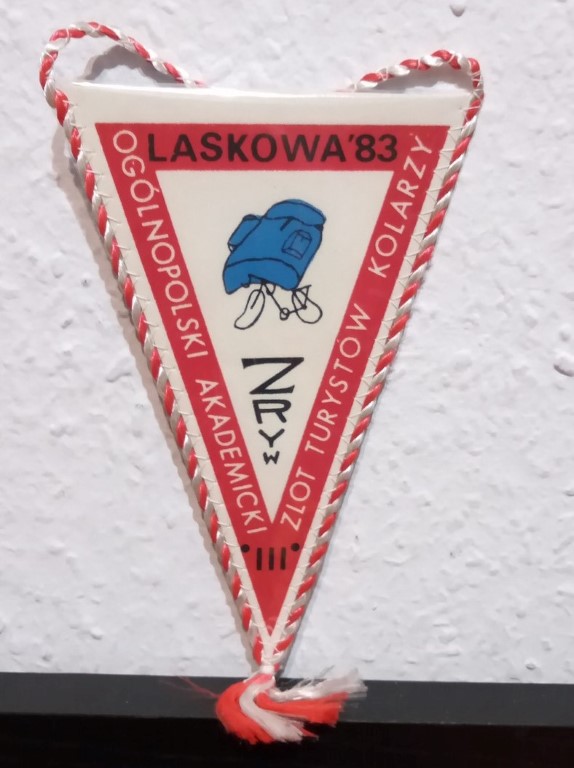 LASKOWA'83
OGÓLNOPOLSKI AKADEMICKI
ZLOT TURYSTÓW KOLARZY
ZRYW
III